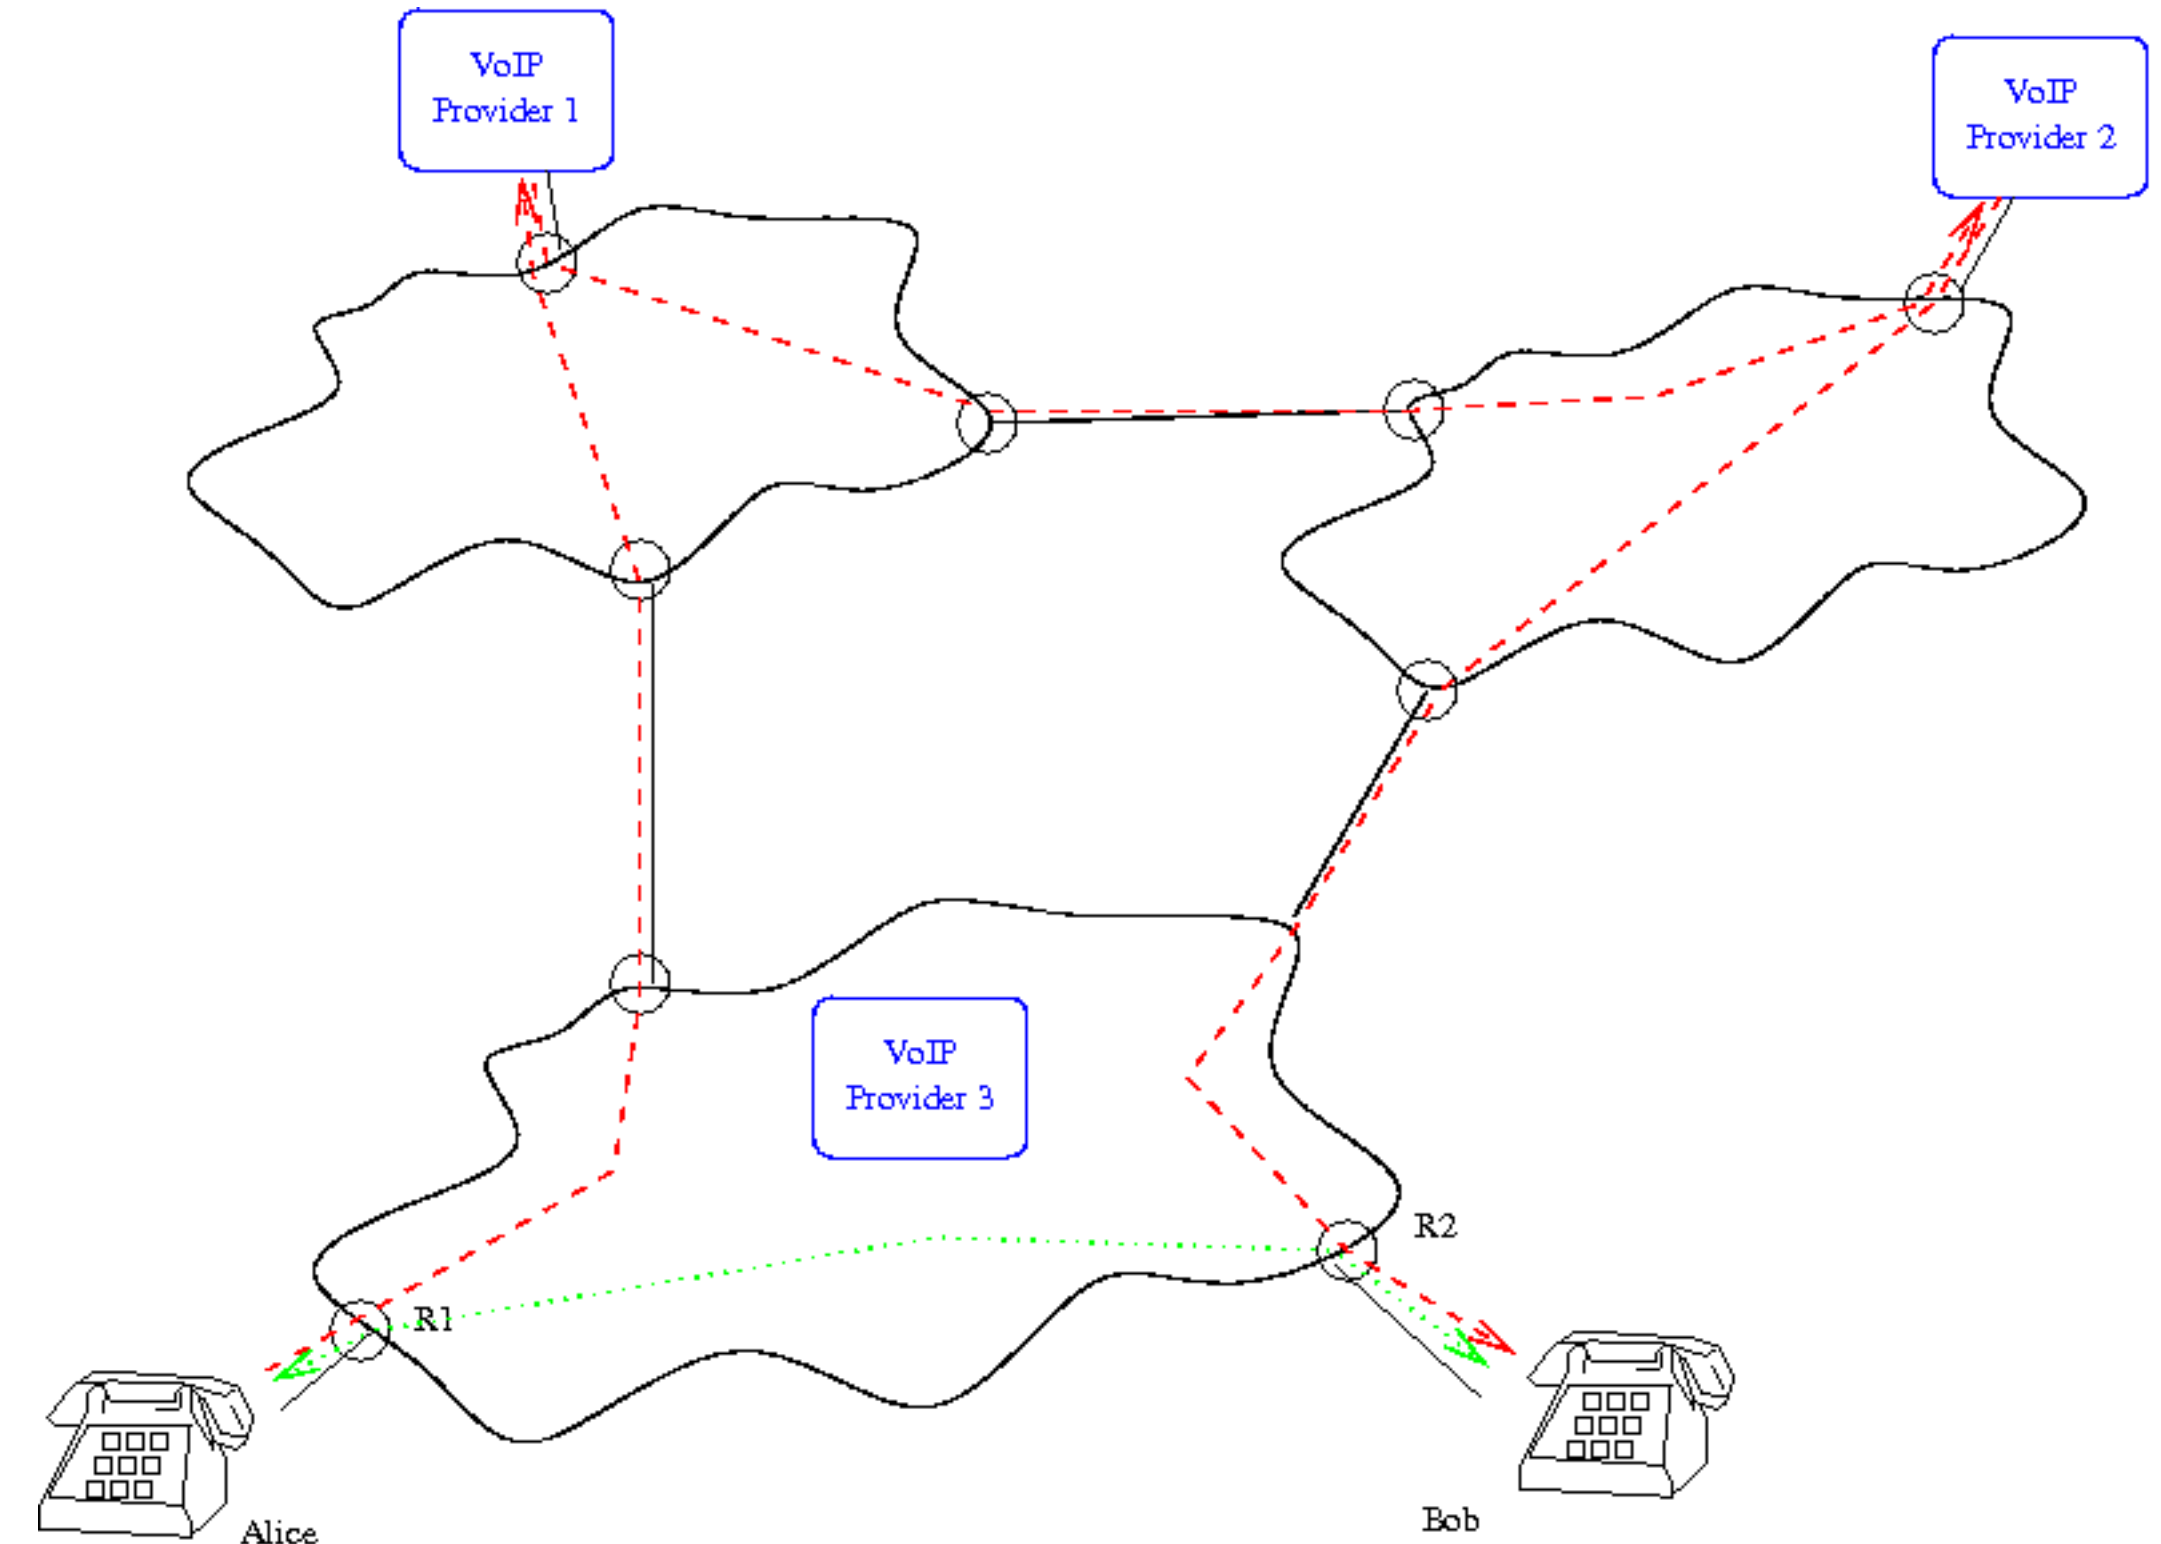 VoIP
Provider 1
VoIP
Provider 2
VoIP
Provider 3
R2
R1
Alice
Bob